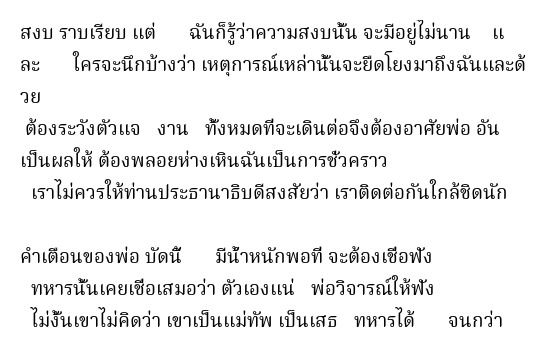 สงบ ราบเรียบ แต่ ฉันก็รู้ว่าความสงบนั้น จะมีอยู่ไม่นาน แ
ละ ใครจะนึกบ้างว่า เหตุการณ์เหล่านั้นจะยึดโยงมาถึงฉันและด้
วย
ต้องระวังตัวแจ งาน ทั้งหมดที่จะเดินต่อจึงต้องอาศัยพ่อ อัน
เป็นผลให้ ต้องพลอยห่างเหินฉันเป็นการชั่วคราว
เราไม่ควรให้ท่านประธานาธิบดีสงสัยว่า เราติดต่อกันใกล้ชิดนัก
คำเตือนของพ่อ บัดนี้ มีน้ำหนักพอที่ จะต้องเชื่อฟัง
ทหารนั้นเคยเชื่อเสมอว่า ตัวเองแน่ พ่อวิจารณ์ให้ฟัง
ไม่งั้นเขาไม่คิดว่า เขาเป็นแม่ทัพ เป็นเสธ ทหารได้ จนกว่า